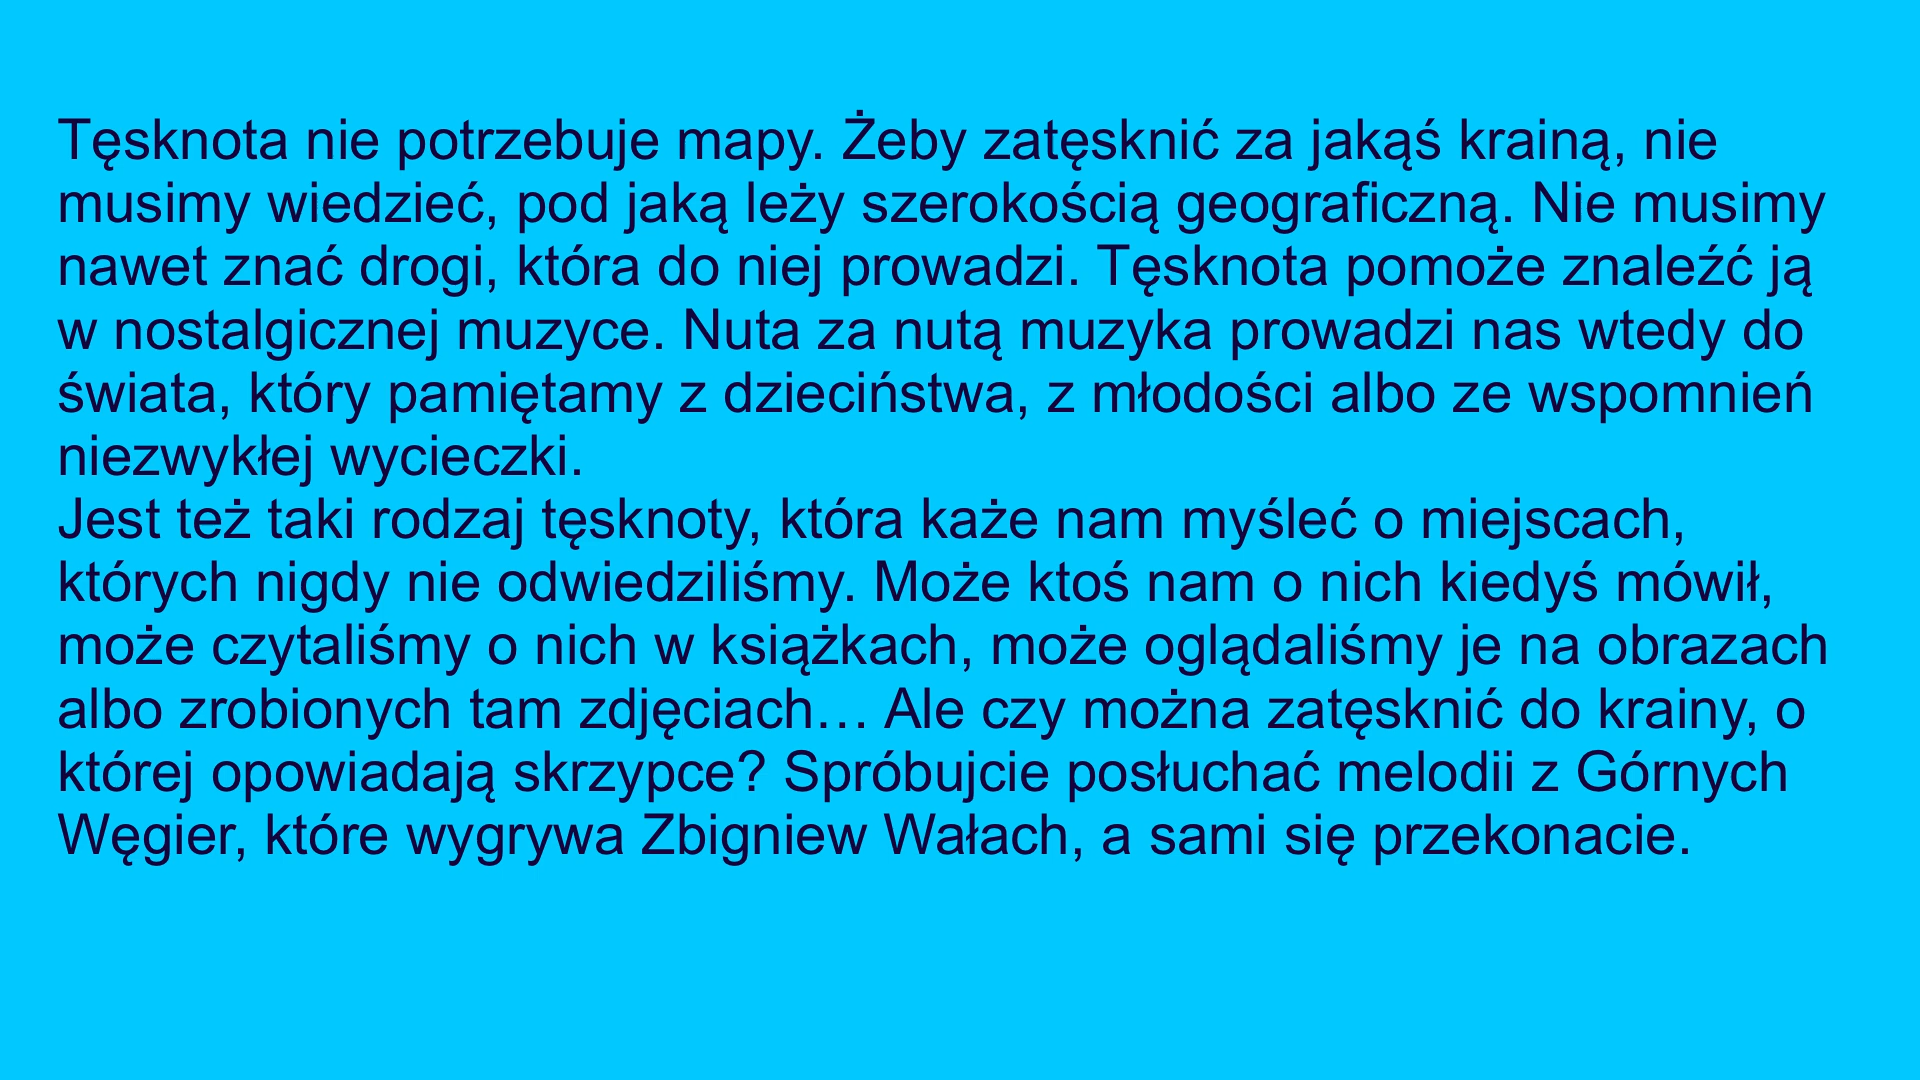 Tęsknota nie potrzebuje mapy. Żeby zatęsknić za jakąś krainą, nie
musimy wiedzieć, pod jaką leży szerokością geograficzną. Nie musimy
nawet znać drogi, która do niej prowadzi. Tęsknota pomoże znaleźć ją
w nostalgicznej muzyce. Nuta za nutą muzyka prowadzi nas wtedy do
świata, który pamiętamy z dzieciństwa, z młodości albo ze wspomnień
niezwykłej wycieczki.
Jest też taki rodzaj tęsknoty, która każe nam myśleć o miejscach,
których nigdy nie odwiedziliśmy. Może ktoś nam o nich kiedyś mówił,
może czytaliśmy o nich w książkach, może oglądaliśmy je na obrazach
albo zrobionych tam zdjęciach… Ale czy można zatęsknić do krainy, o
której opowiadają skrzypce? Spróbujcie posłuchać melodii z Górnych
Węgier, które wygrywa Zbigniew Wałach, a sami się przekonacie.